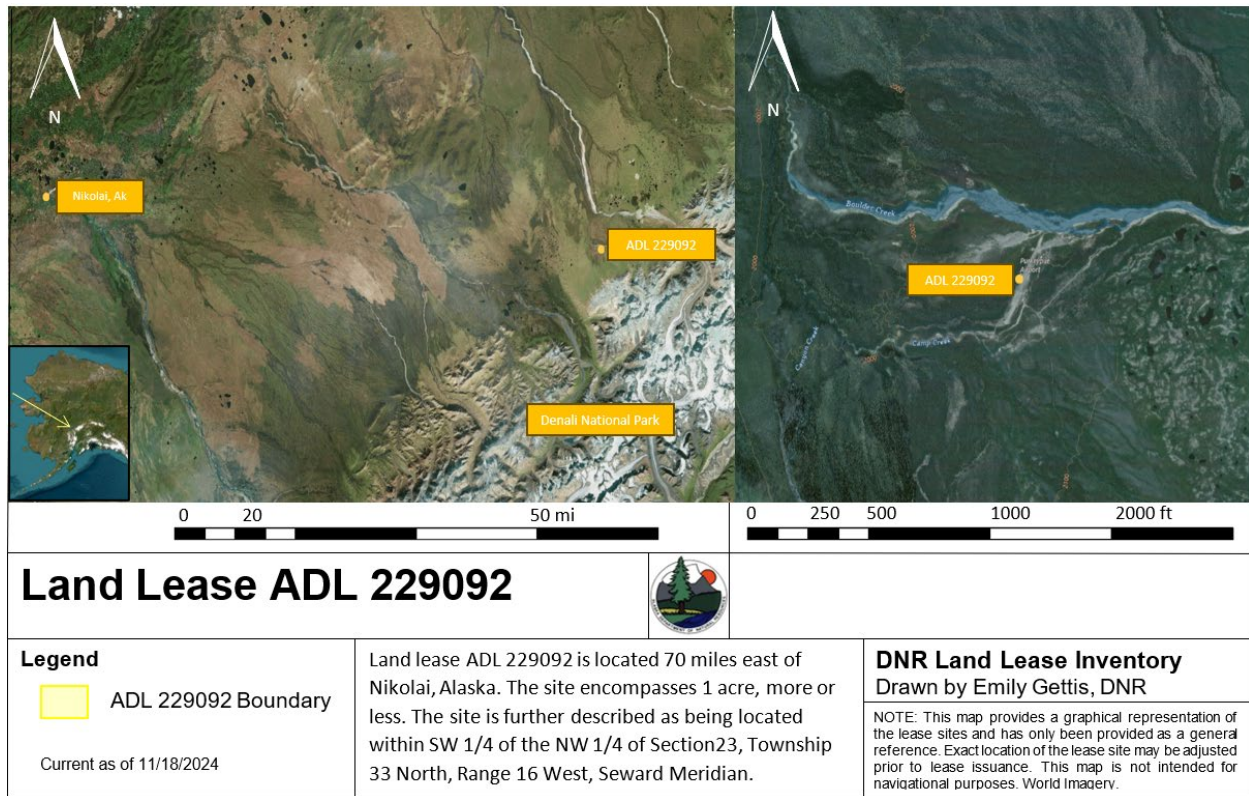 N
Nikolai, Ak
ADL 229092
Denali National Park
N
Boulder Creek
ADL 229092
Camp Creek
Canyon Creek
0 20 50 mi
0 250 500 1000 2000 ft
Land Lease ADL 229092
Legend
ADL 229092 Boundary
Current as of 11/18/2024
Land lease ADL 229092 is located 70 miles east of
Nikolai, Alaska. The site encompasses 1 acre, more or
less. The site is further described as being located
within SW 1/4 of the NW 1/4 of Section23, Township
33 North, Range 16 West, Seward Meridian.
DNR Land Lease Inventory
Drawn by Emily Gettis, DNR
NOTE: This map provides a graphical representation of
the lease sites and has only been provided as a general
reference. Exact location of the lease site may be adjusted
prior to lease issuance. This map is not intended for
navigational purposes. World Imagery.